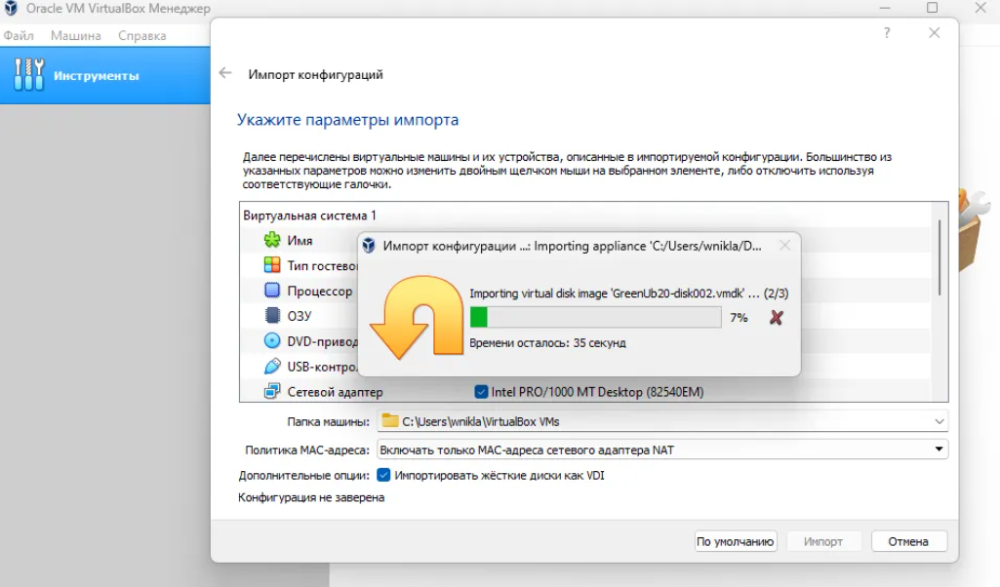 Oracle VM VirtualBox Менеджер
Файл Машина Справка
Инструменты
?
Импорт конфигураций
Укажите параметры импорта
Далее перечислены виртуальные машины и их устройства, описанные в импортируемой конфигурации. Большинство из
указанных параметров можно изменить двойным щелчком мыши на выбранном элементе, либо отключить используя
соответствующие галочки.
Виртуальная система 1
Имя
Тип гостево
Процессор
ОЗУ
DVD-привод
USB-контро
Сетевой адаптер Intel PRO/1000 MT Desktop (82540EM)
Импорт конфигурации ...: Importing appliance 'C:/Users/wnikla/D...
Importing virtual disk image 'GreenUb20-disk002.vmdk' ... (2/3)
7%
Времени осталось: 35 секунд
Папка машины: C:\Users\wnikla\VirtualBox VMs
Политика MAC-адреса: Включать только MAC-адреса сетевого адаптера NAT
Дополнительные опции: Импортировать жёсткие диски как VDI
Конфигурация не заверена
По умолчанию Импорт Отмена